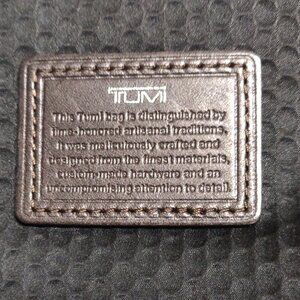 TUMI
This Tumi bag is distinguished by
time-honored artisanal traditions.
It was meticulously crafted and
designed from the finest materials,
custom-made hardware and an
uncompromising attention to detail.